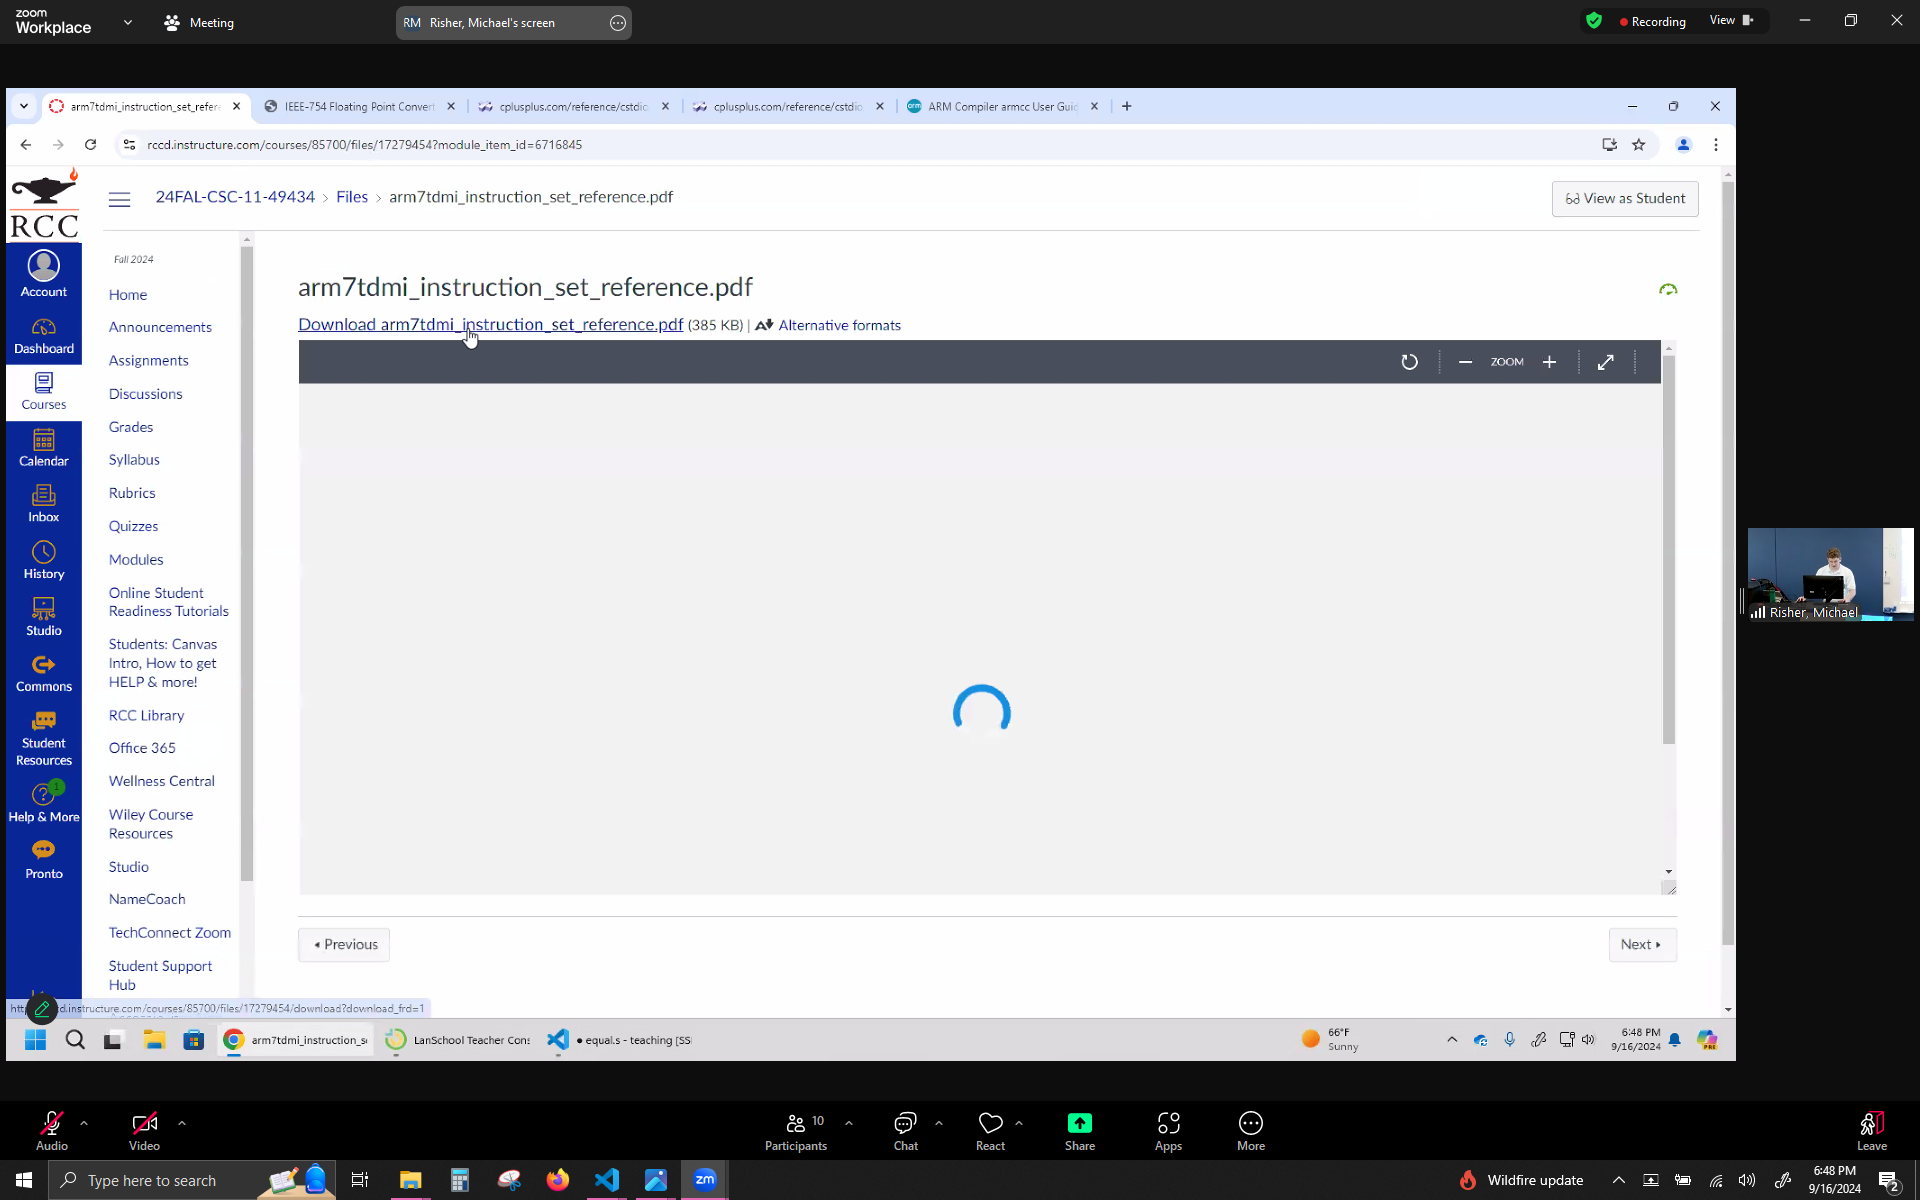 zoom
Workplace
Meeting
RM Risher, Michael's screen
Recording
View
arm7tdmi_instruction_set_refere
IEEE-754 Floating Point Convert
cplusplus.com/reference/cstdio
cplusplus.com/reference/cstdio
ARM Compiler armcc User Guid
rccd.instructure.com/courses/85700/files/17279454?module_item_id=6716845
RCC
24FAL-CSC-11-49434 › Files › arm7tdmi_instruction_set_reference.pdf
View as Student
Account
Dashboard
Courses
Calendar
Inbox
History
Studio
Commons
Student
Resources
1
Help & More
Pronto
Fall 2024
Home
Announcements
Assignments
Discussions
Grades
Syllabus
Rubrics
Quizzes
Modules
Online Student
Readiness Tutorials
Students: Canvas
Intro, How to get
HELP & more!
RCC Library
Office 365
Wellness Central
Wiley Course
Resources
Studio
NameCoach
TechConnect Zoom
Student Support
Hub
arm7tdmi_instruction_set_reference.pdf
Download arm7tdmi_instruction_set_reference.pdf (385 KB) | Alternative formats
ZOOM
Previous
Next
d.instructure.com/courses/85700/files/17279454/download?download_frd=1
Risher, Michael
arm7tdmi_instruction_se
LanSchool Teacher Cons
● equal.s - teaching [SS
66°F
Sunny
6:48 PM
9/16/2024
Audio
Video
10
Participants
Chat
React
Share
Apps
More
Leave
Type here to search
zm
Wildfire update
6:48 PM
9/16/2024
2